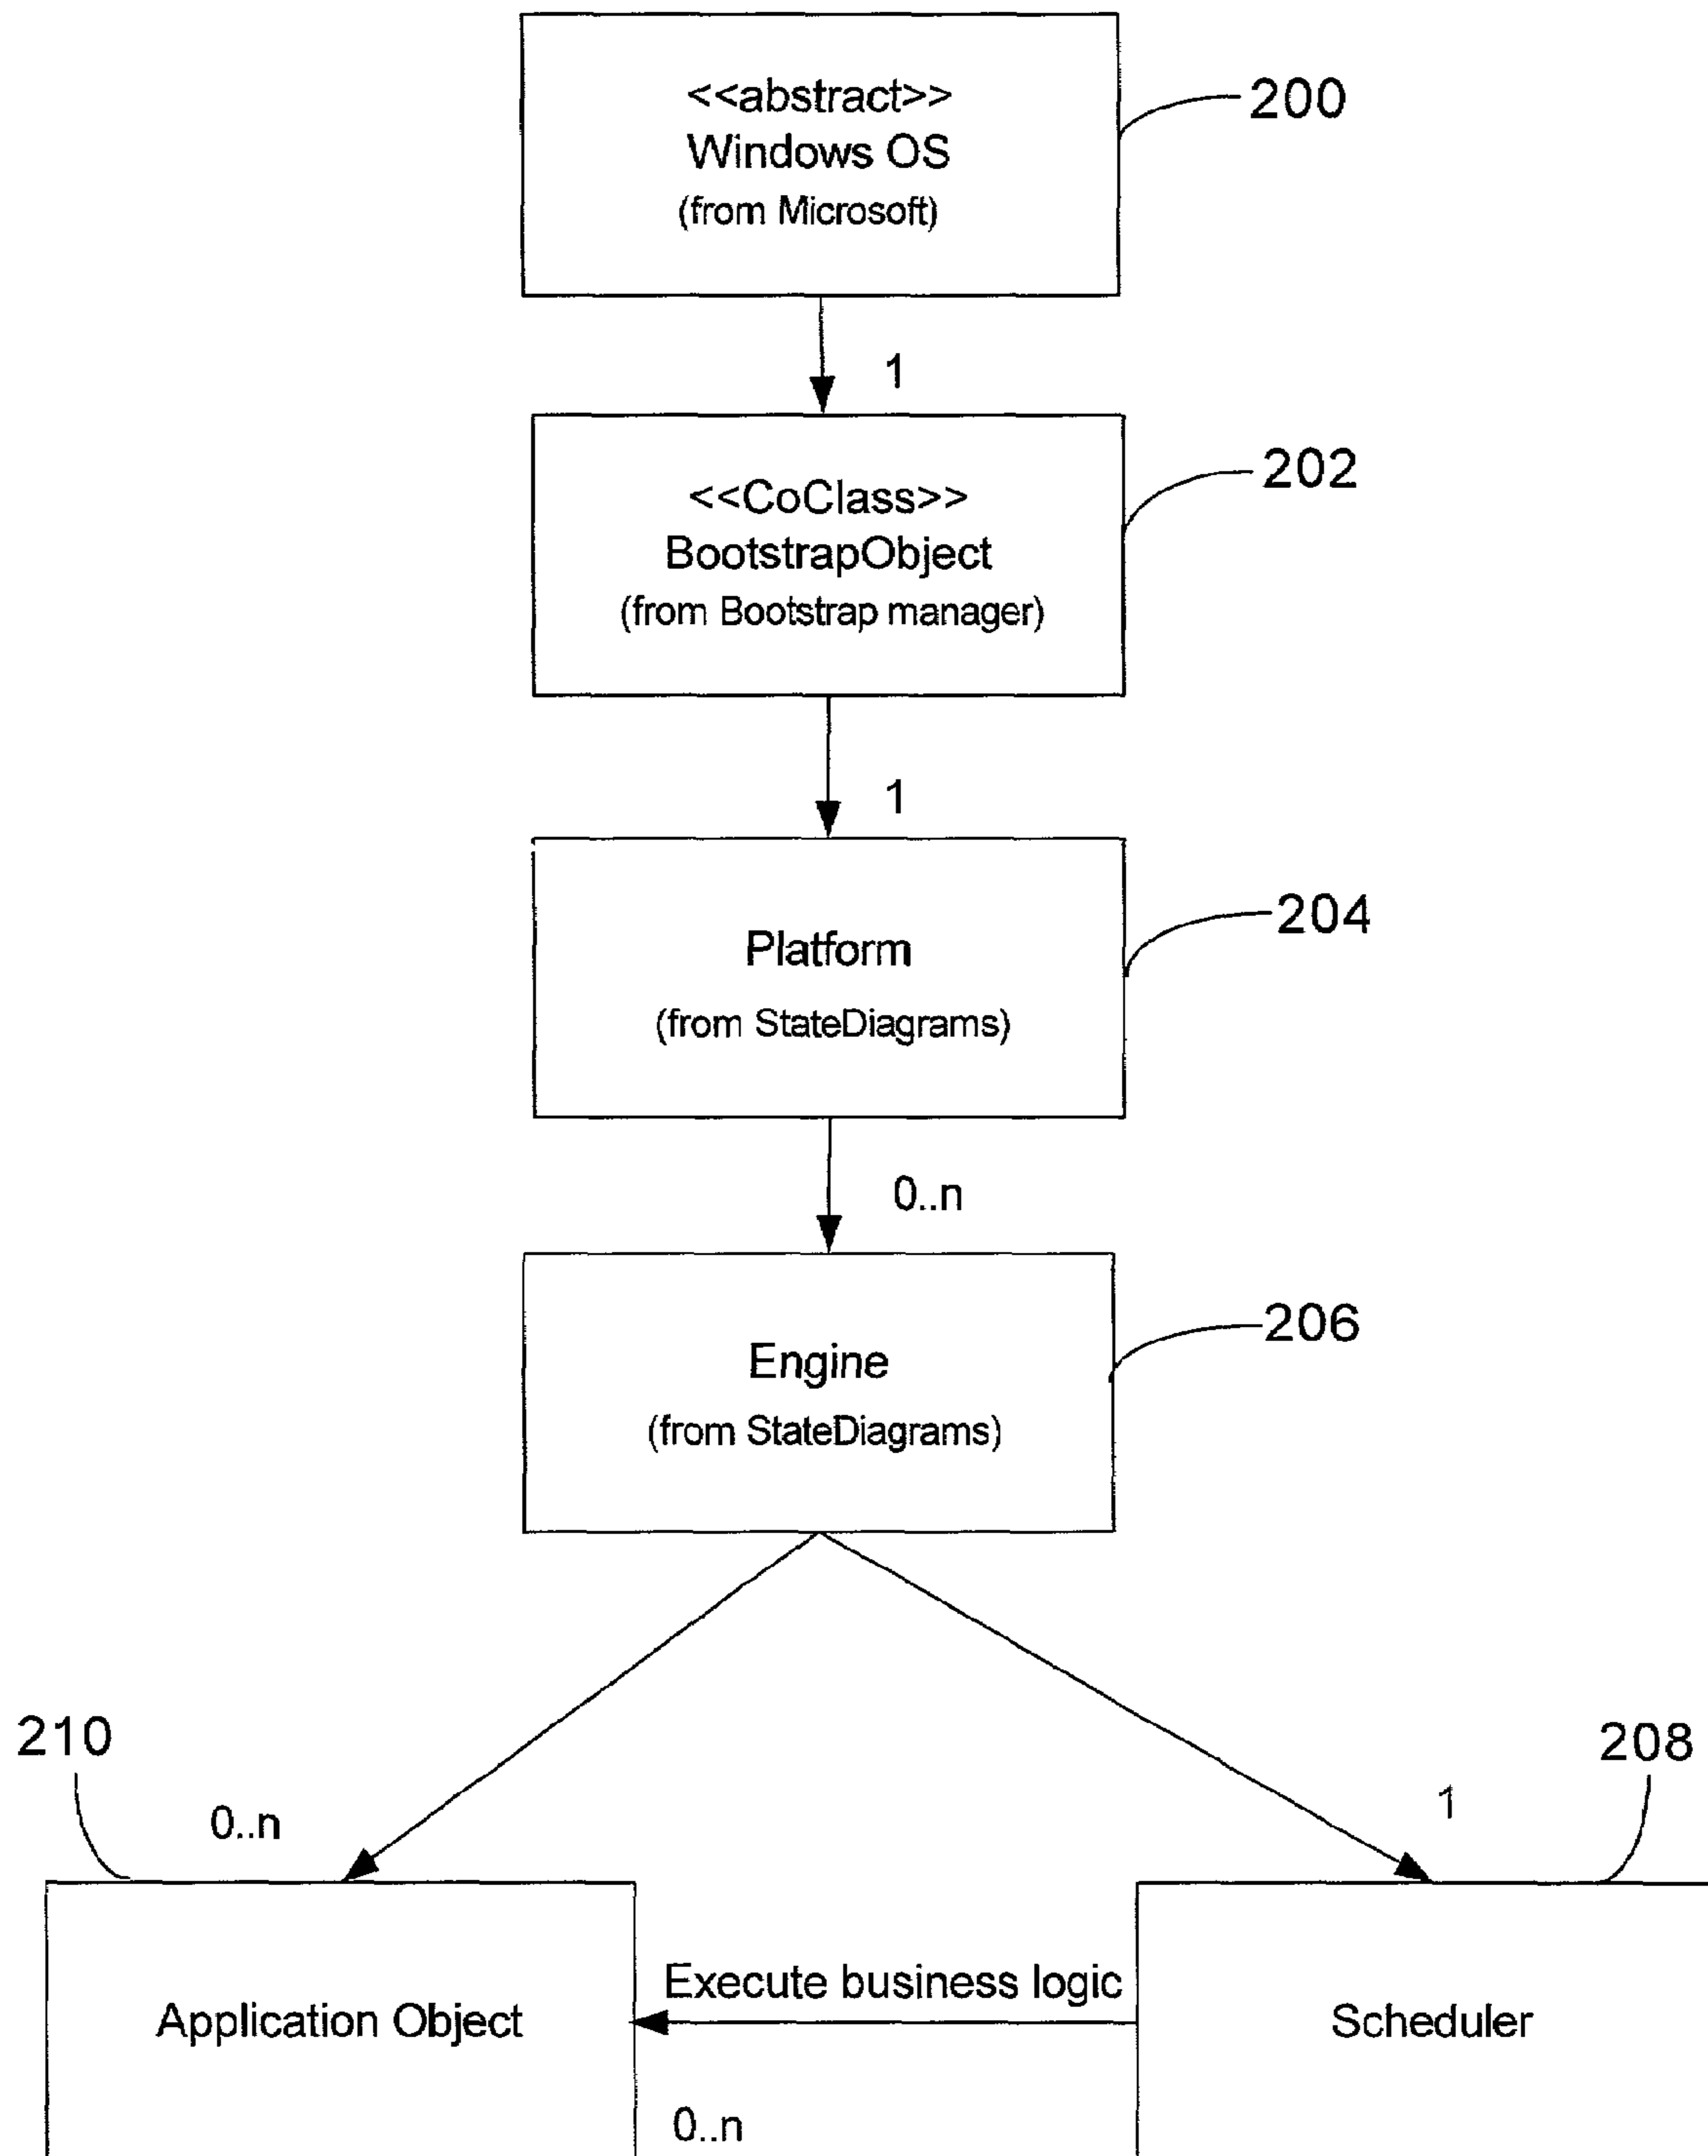 <<abstract>>
Windows OS
(from Microsoft)
200
1
<<CoClass>>
BootstrapObject
(from Bootstrap manager)
202
1
Platform
(from StateDiagrams)
204
0..n
Engine
(from StateDiagrams)
206
210
0..n
1
208
Application Object
Execute business logic
0..n
Scheduler